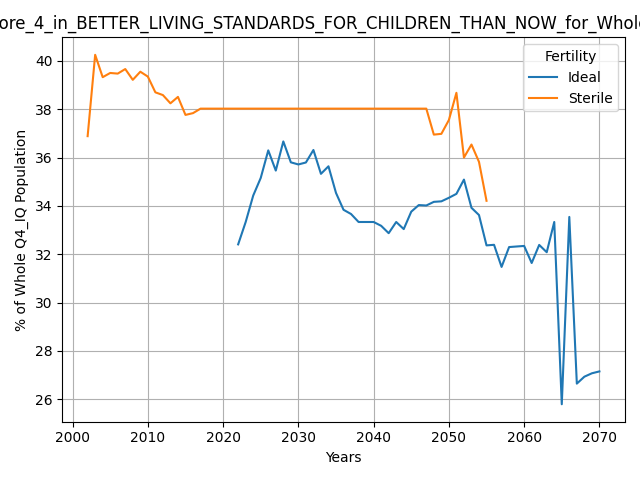 ore_4_in_BETTER_LIVING_STANDARDS_FOR_CHILDREN_THAN_NOW_for_Whole
Fertility
Ideal
Sterile
% of Whole Q4_IQ Population
40
38
36
34
32
30
28
26
2000 2010 2020 2030 2040 2050 2060 2070
Years